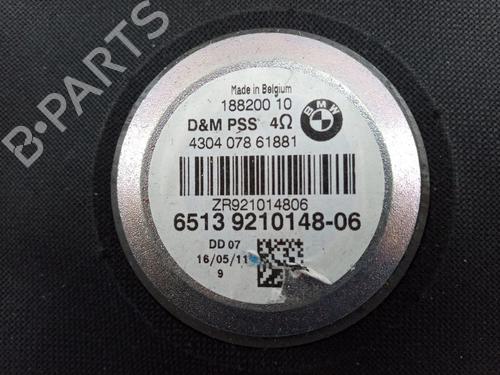 B-PARTS
Made in Belgium
188200 10
D&M PSS 4Ω
BMW
4304 078 61881
ZR921014806
6513 9210148-06
DD 07
16/05/11
9